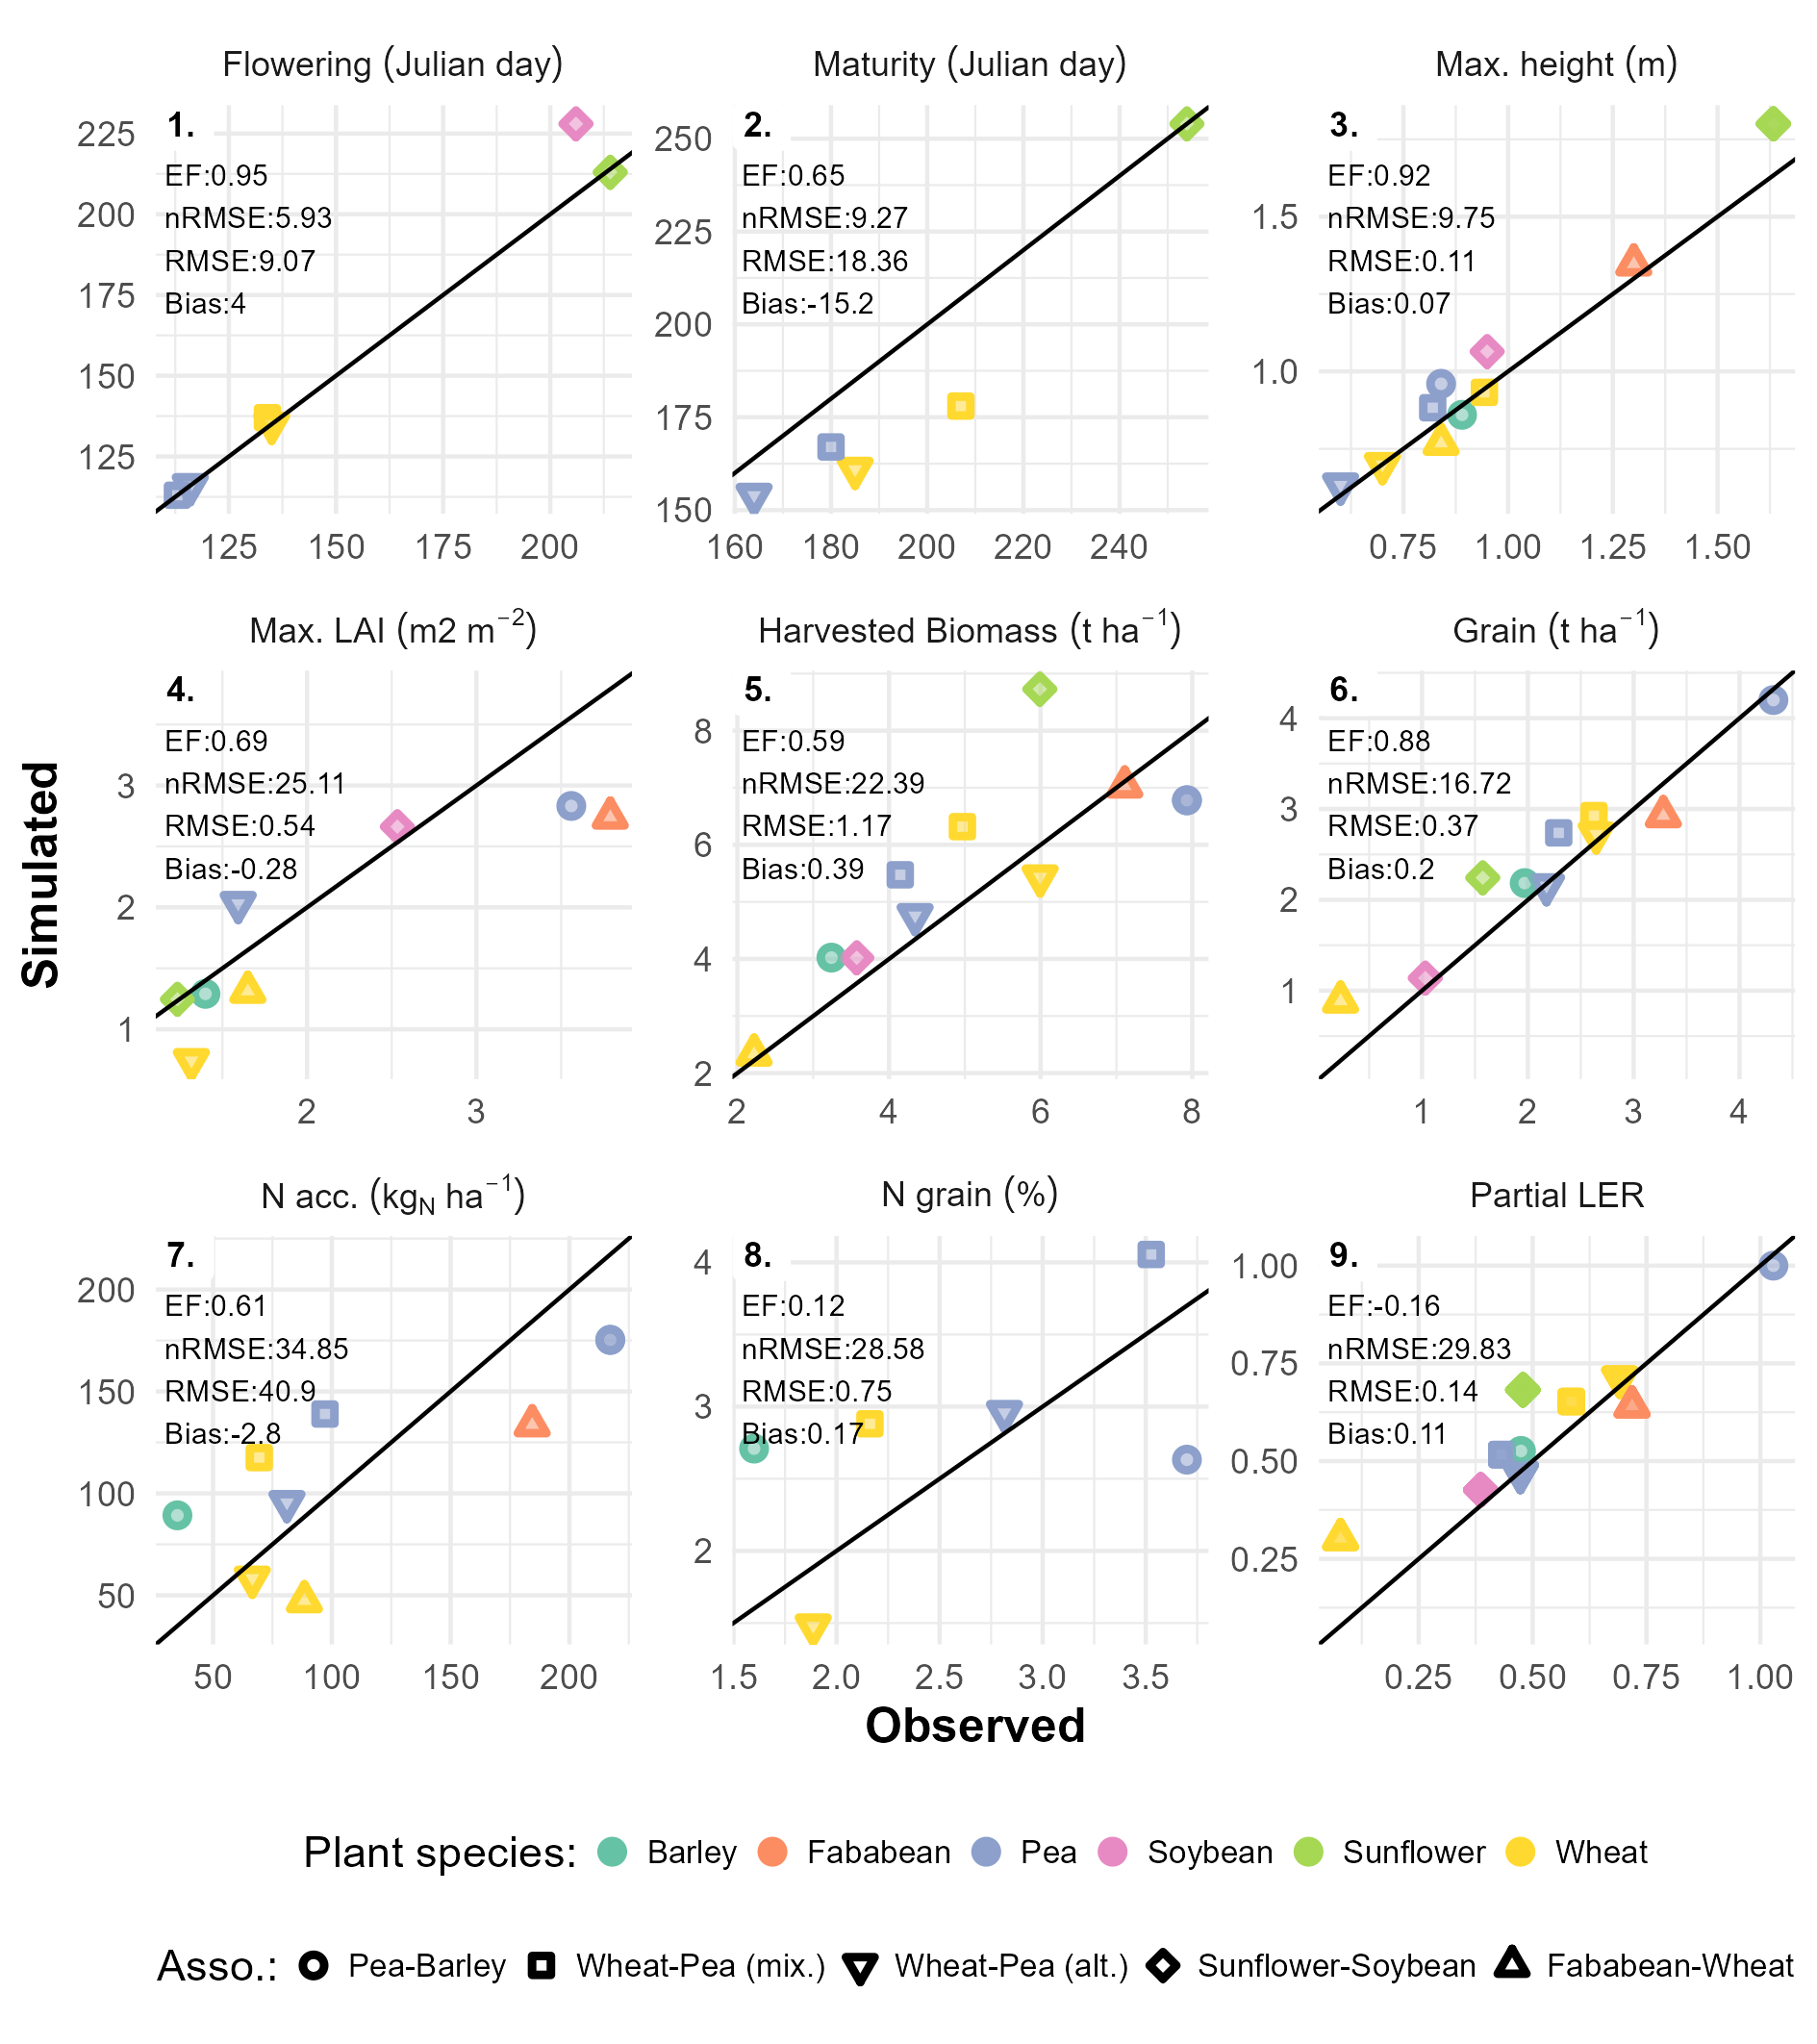 Flowering (Julian day)
Maturity (Julian day)
Max. height (m)
1.
EF:0.95
nRMSE:5.93
RMSE:9.07
Bias:4
225
200
175
150
125
125 150 175 200
2.
EF:0.65
nRMSE:9.27
RMSE:18.36
Bias:-15.2
250
225
200
175
150
160 180 200 220 240
3.
EF:0.92
nRMSE:9.75
RMSE:0.11
Bias:0.07
1.5
1.0
0.75 1.00 1.25 1.50
Max. LAI (m2 m⁻²)
Harvested Biomass (t ha⁻¹)
Grain (t ha⁻¹)
4.
EF:0.69
nRMSE:25.11
RMSE:0.54
Bias:-0.28
3
2
1
2 3
5.
EF:0.59
nRMSE:22.39
RMSE:1.17
Bias:0.39
8
6
4
2
2 4 6 8
6.
EF:0.88
nRMSE:16.72
RMSE:0.37
Bias:0.2
4
3
2
1
1 2 3 4
Simulated
N acc. (kg_N ha⁻¹)
N grain (%)
Partial LER
7.
EF:0.61
nRMSE:34.85
RMSE:40.9
Bias:-2.8
200
150
100
50
50 100 150 200
8.
EF:0.12
nRMSE:28.58
RMSE:0.75
Bias:0.17
4
3
2
1.5 2.0 2.5 3.0 3.5
9.
EF:-0.16
nRMSE:29.83
RMSE:0.14
Bias:0.11
1.00
0.75
0.50
0.25
0.25 0.50 0.75 1.00
Observed
Plant species: Barley Fababean Pea Soybean Sunflower Wheat
Asso.: Pea-Barley Wheat-Pea (mix.) Wheat-Pea (alt.) Sunflower-Soybean Fababean-Wheat